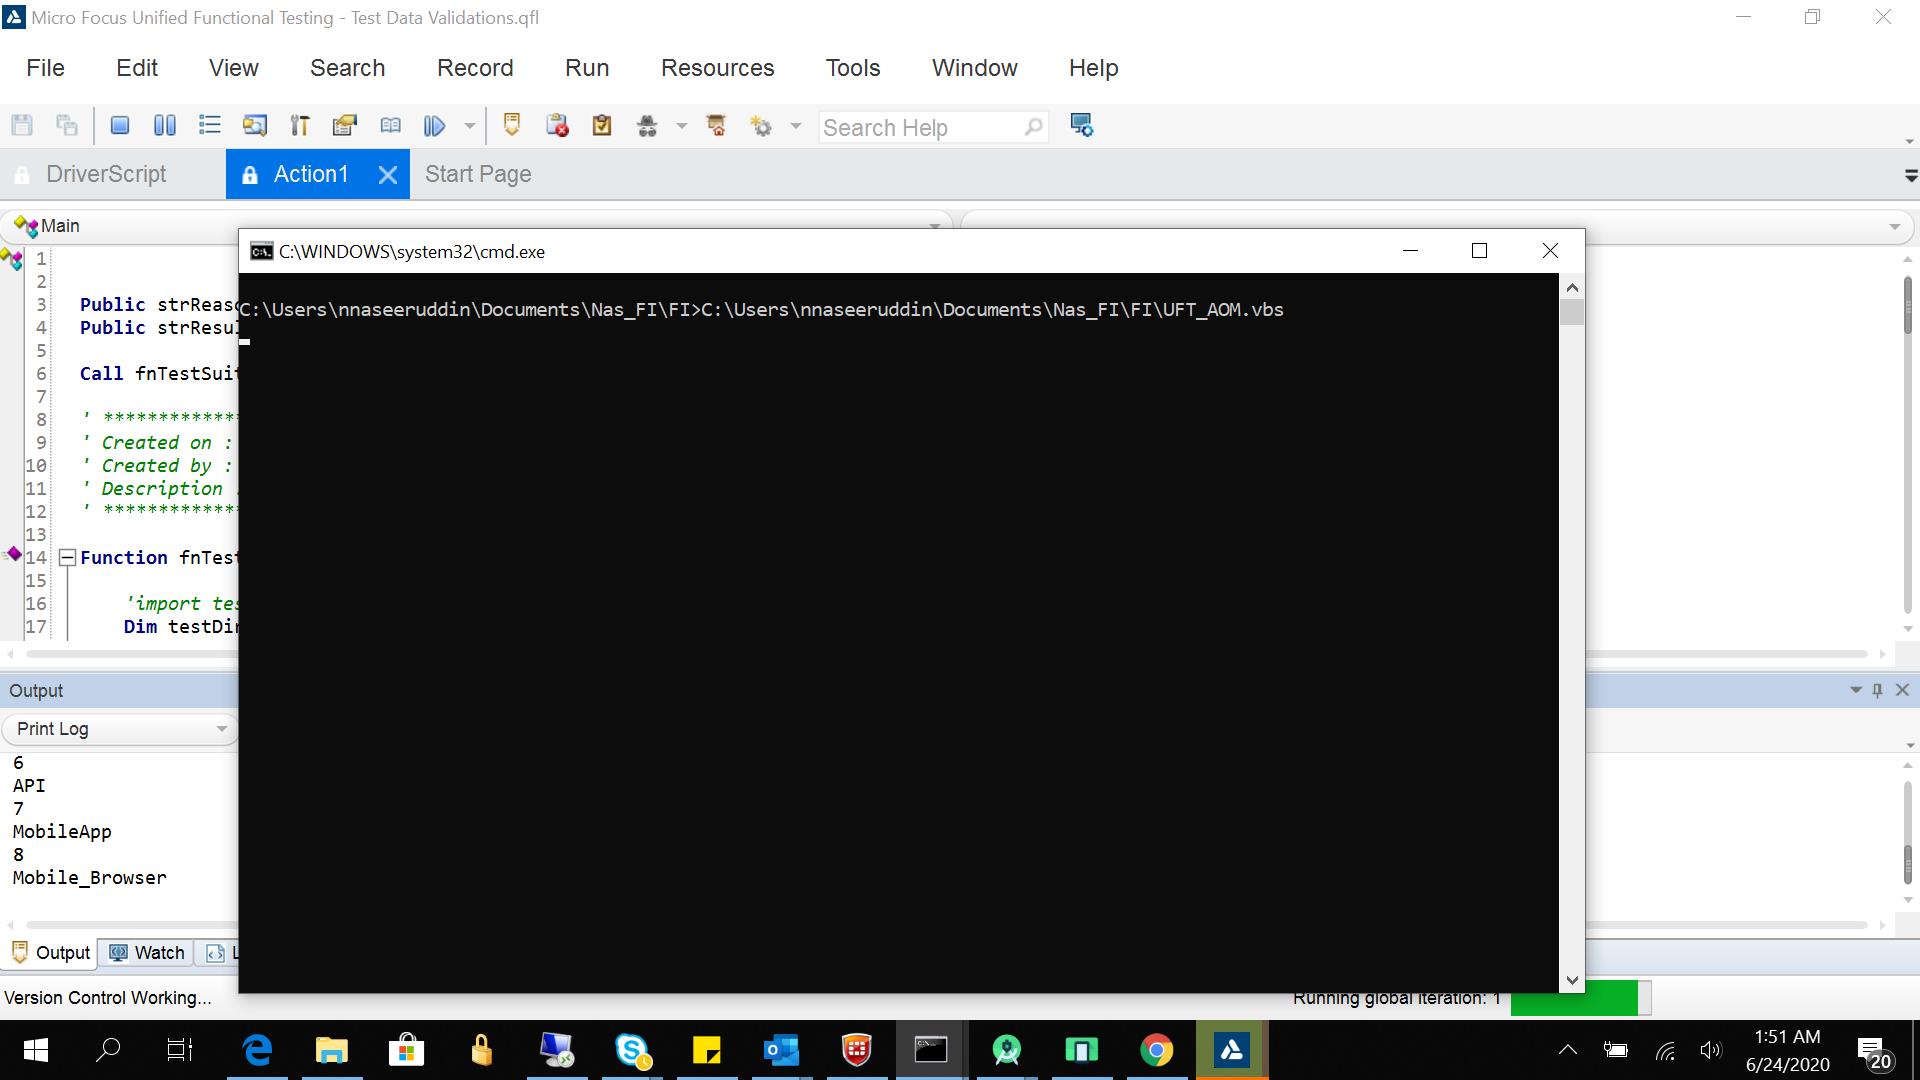 Micro Focus Unified Functional Testing - Test Data Validations.qfl
File Edit View Search Record Run Resources Tools Window Help
Search Help
DriverScript Action1 Start Page
Main
C:\WINDOWS\system32\cmd.exe
C:\Users\nnaseeruddin\Documents\Nas_FI\FI>C:\Users\nnaseeruddin\Documents\Nas_FI\FI\UFT_AOM.vbs
1
2
3 Public strReas
4 Public strResu
5
6 Call fnTestSuit
7
8 ' *************
9 ' Created on :
10 ' Created by :
11 ' Description
12 ' *************
13
14 Function fnTest
15
16 'import tes
17 Dim testDir
Output
Print Log
6
API
7
MobileApp
8
Mobile_Browser
Output Watch
Version Control Working...
Running global iteration: 1
1:51 AM
6/24/2020
20